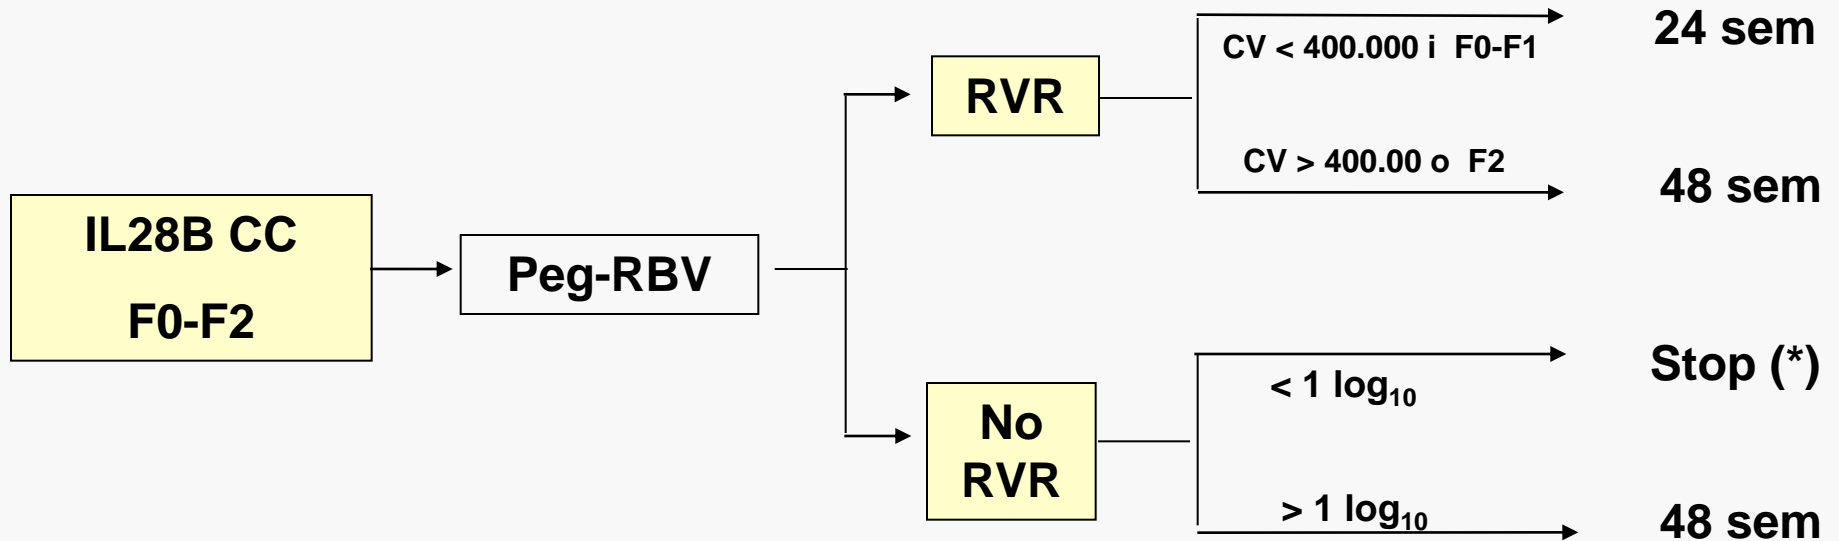 24 sem
CV < 400.000 i F0-F1
RVR
CV > 400.00 o F2
48 sem
IL28B CC
F0-F2
Peg-RBV
Stop (*)
< 1 log₁₀
No
RVR
> 1 log₁₀
48 sem